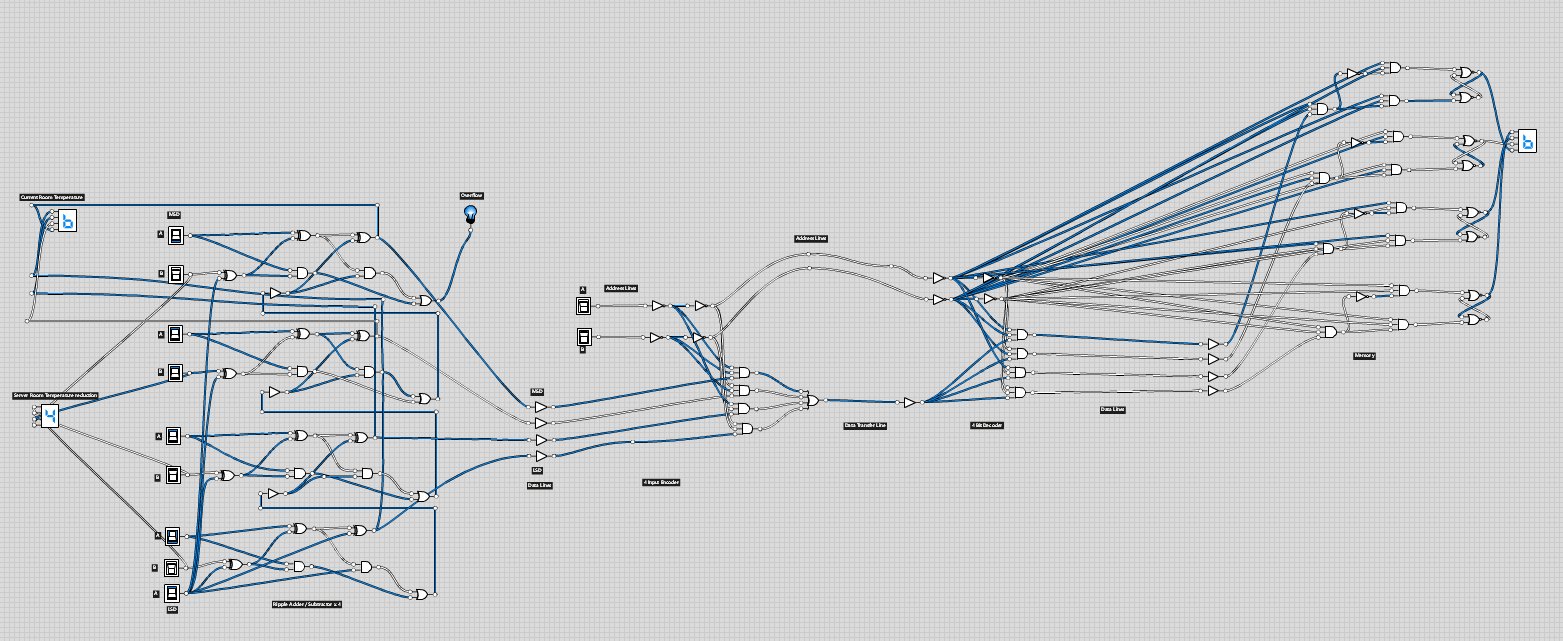 Current Room Temperature
b
MSD
A
B
Overflow
A
B
Server Room Temperature reduction
4
A
B
A
B
A
LSD
Ripple Adder / Subtractor x 4
MSD
LSD
Data Lines
A
Address Lines
B
4 Input Encoder
Address Lines
Data Transfer Line
4 Bit Decoder
Data Lines
Memory
b